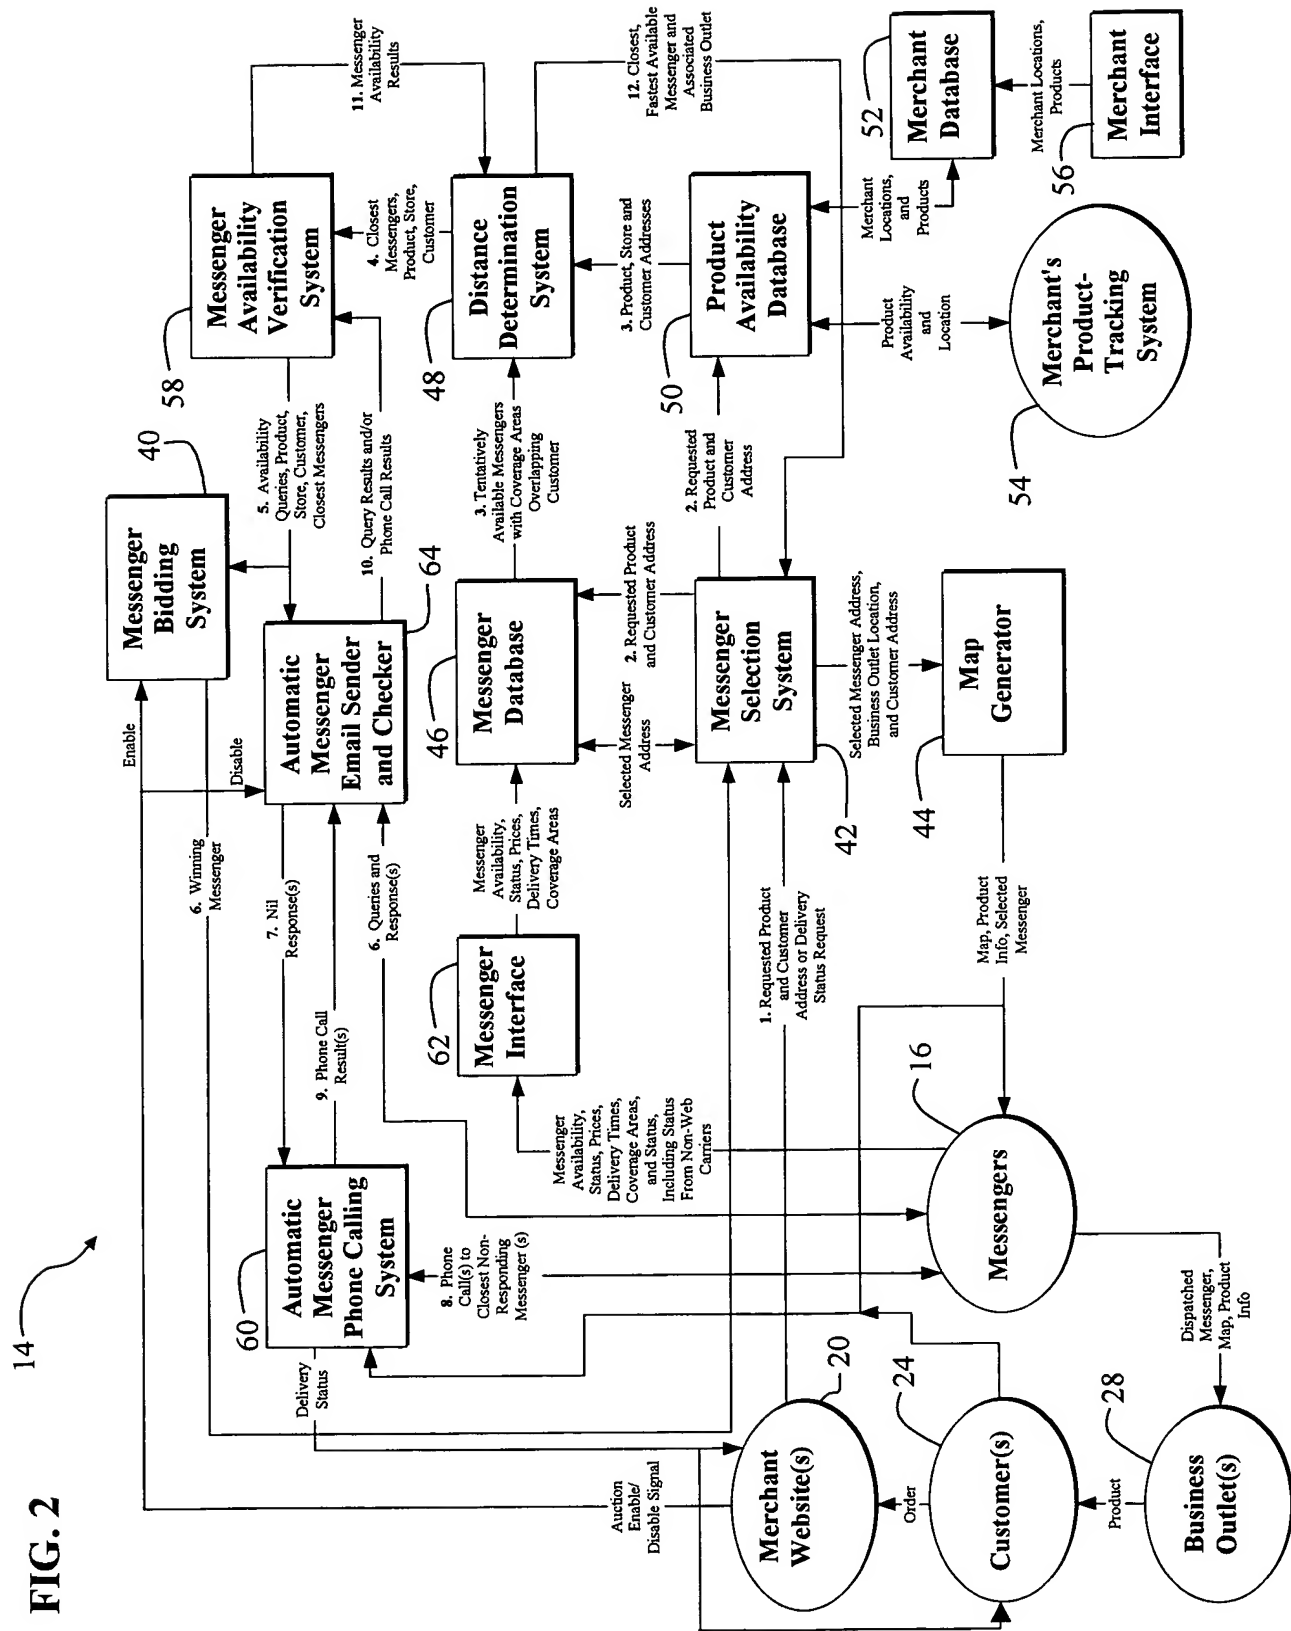 FIG. 2
14
Auction
Enable/
Disable Signal
Enable
Disable
6. Winning
Messenger
Messenger
Bidding
System
40
Delivery
Status
60
Automatic
Messenger
Phone Calling
System
7. Nil
Response(s)
9. Phone Call
Result(s)
Automatic
Messenger
Email Sender
and Checker
64
5. Availability
Queries, Product,
Store, Customer,
Closest Messengers
10. Query Results and/or
Phone Call Results
58
Messenger
Availability
Verification
System
11. Messenger
Availability
Results
8. Phone
Call(s) to
Closest Non-
Responding
Messenger (s)
6. Queries and
Response(s)
62
Messenger
Interface
Messenger
Availability,
Status, Prices,
Delivery Times,
Coverage Areas
46
Messenger
Database
3. Tentatively
Available Messengers
with Coverage Areas
Overlapping
Customer
48
Distance
Determination
System
4. Closest
Messengers,
Product, Store,
Customer
12. Closest,
Fastest Available
Messenger and
Associated
Business Outlet
Messenger
Availability,
Status, Prices,
Delivery Times,
Coverage Areas,
and Status,
Including Status
From Non-Web
Carriers
Selected Messenger
Address
2. Requested Product
and Customer Address
3. Product, Store and
Customer Addresses
Merchant
Website(s)
20
1. Requested Product
and Customer
Address or Delivery
Status Request
Messenger
Selection
System
42
2. Requested
Product and
Customer
Address
50
Product
Availability
Database
Merchant
Locations,
and
Products
52
Merchant
Database
Order
Customer(s)
24
Messengers
16
Map, Product
Info, Selected
Messenger
Selected Messenger Address,
Business Outlet Location,
and Customer Address
44
Map
Generator
Product
Availability
and
Location
Merchant Locations,
Products
Product
Business
Outlet(s)
28
Dispatched
Messenger,
Map, Product
Info
54
Merchant's
Product-
Tracking
System
56
Merchant
Interface